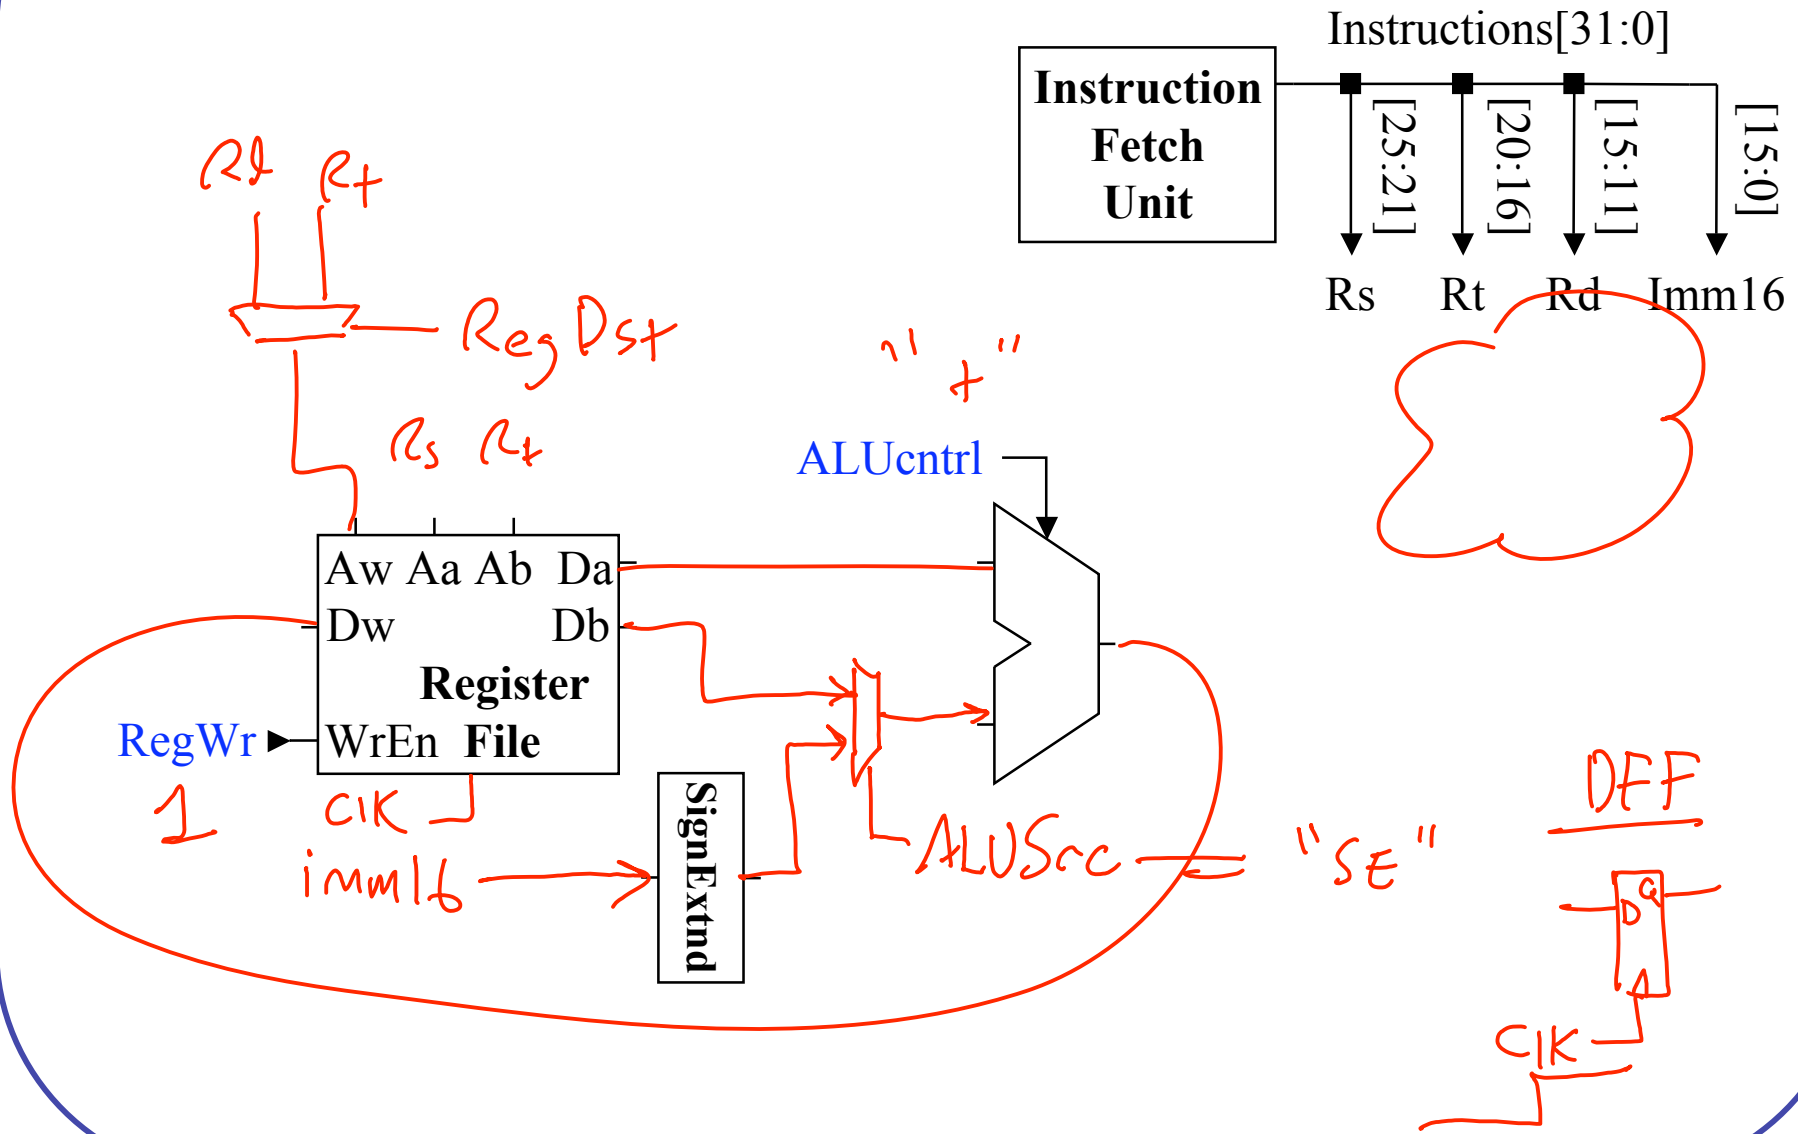 Instructions[31:0]
Instruction
Fetch
Unit
[25:21]
[20:16]
[15:11]
[15:0]
Rs Rt Rd Imm16
Rd Rt
RegDst
"+"
Rs Rt
ALUcntrl
Aw Aa Ab Da
Dw Db
Register
RegWr WrEn File
1
Clk
imm16
SignExtnd
ALUSrc
"SE"
DFF
D Q
Clk